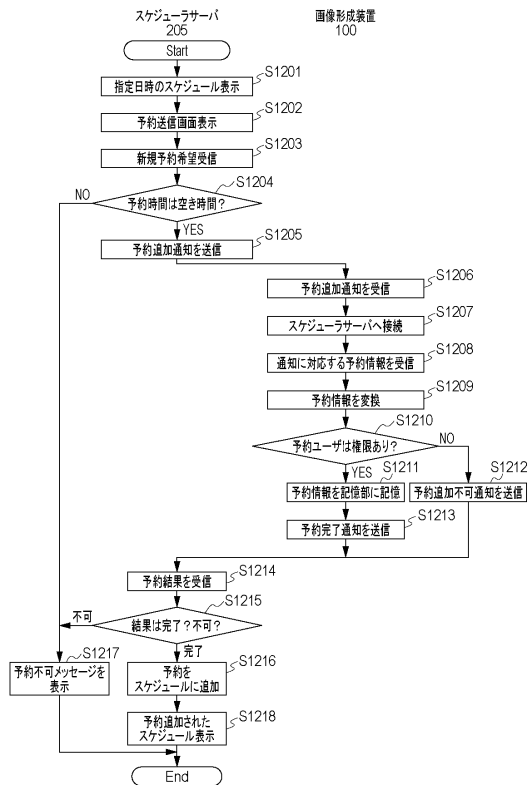 スケジューラサーバ
205
画像形成装置
100
Start
S1201
指定日時のスケジュール表示
S1202
予約送信画面表示
S1203
新規予約希望受信
S1204
NO
予約時間は空き時間？
YES
S1205
予約追加通知を送信
S1206
予約追加通知を受信
S1207
スケジューラサーバへ接続
S1208
通知に対応する予約情報を受信
S1209
予約情報を変換
S1210
予約ユーザは権限あり？
NO
YES
S1211
S1212
予約情報を記憶部に記憶
予約追加不可通知を送信
S1213
予約完了通知を送信
S1214
予約結果を受信
S1215
不可
結果は完了？不可？
完了
S1217
S1216
予約不可メッセージを
表示
予約を
スケジュールに追加
S1218
予約追加された
スケジュール表示
End